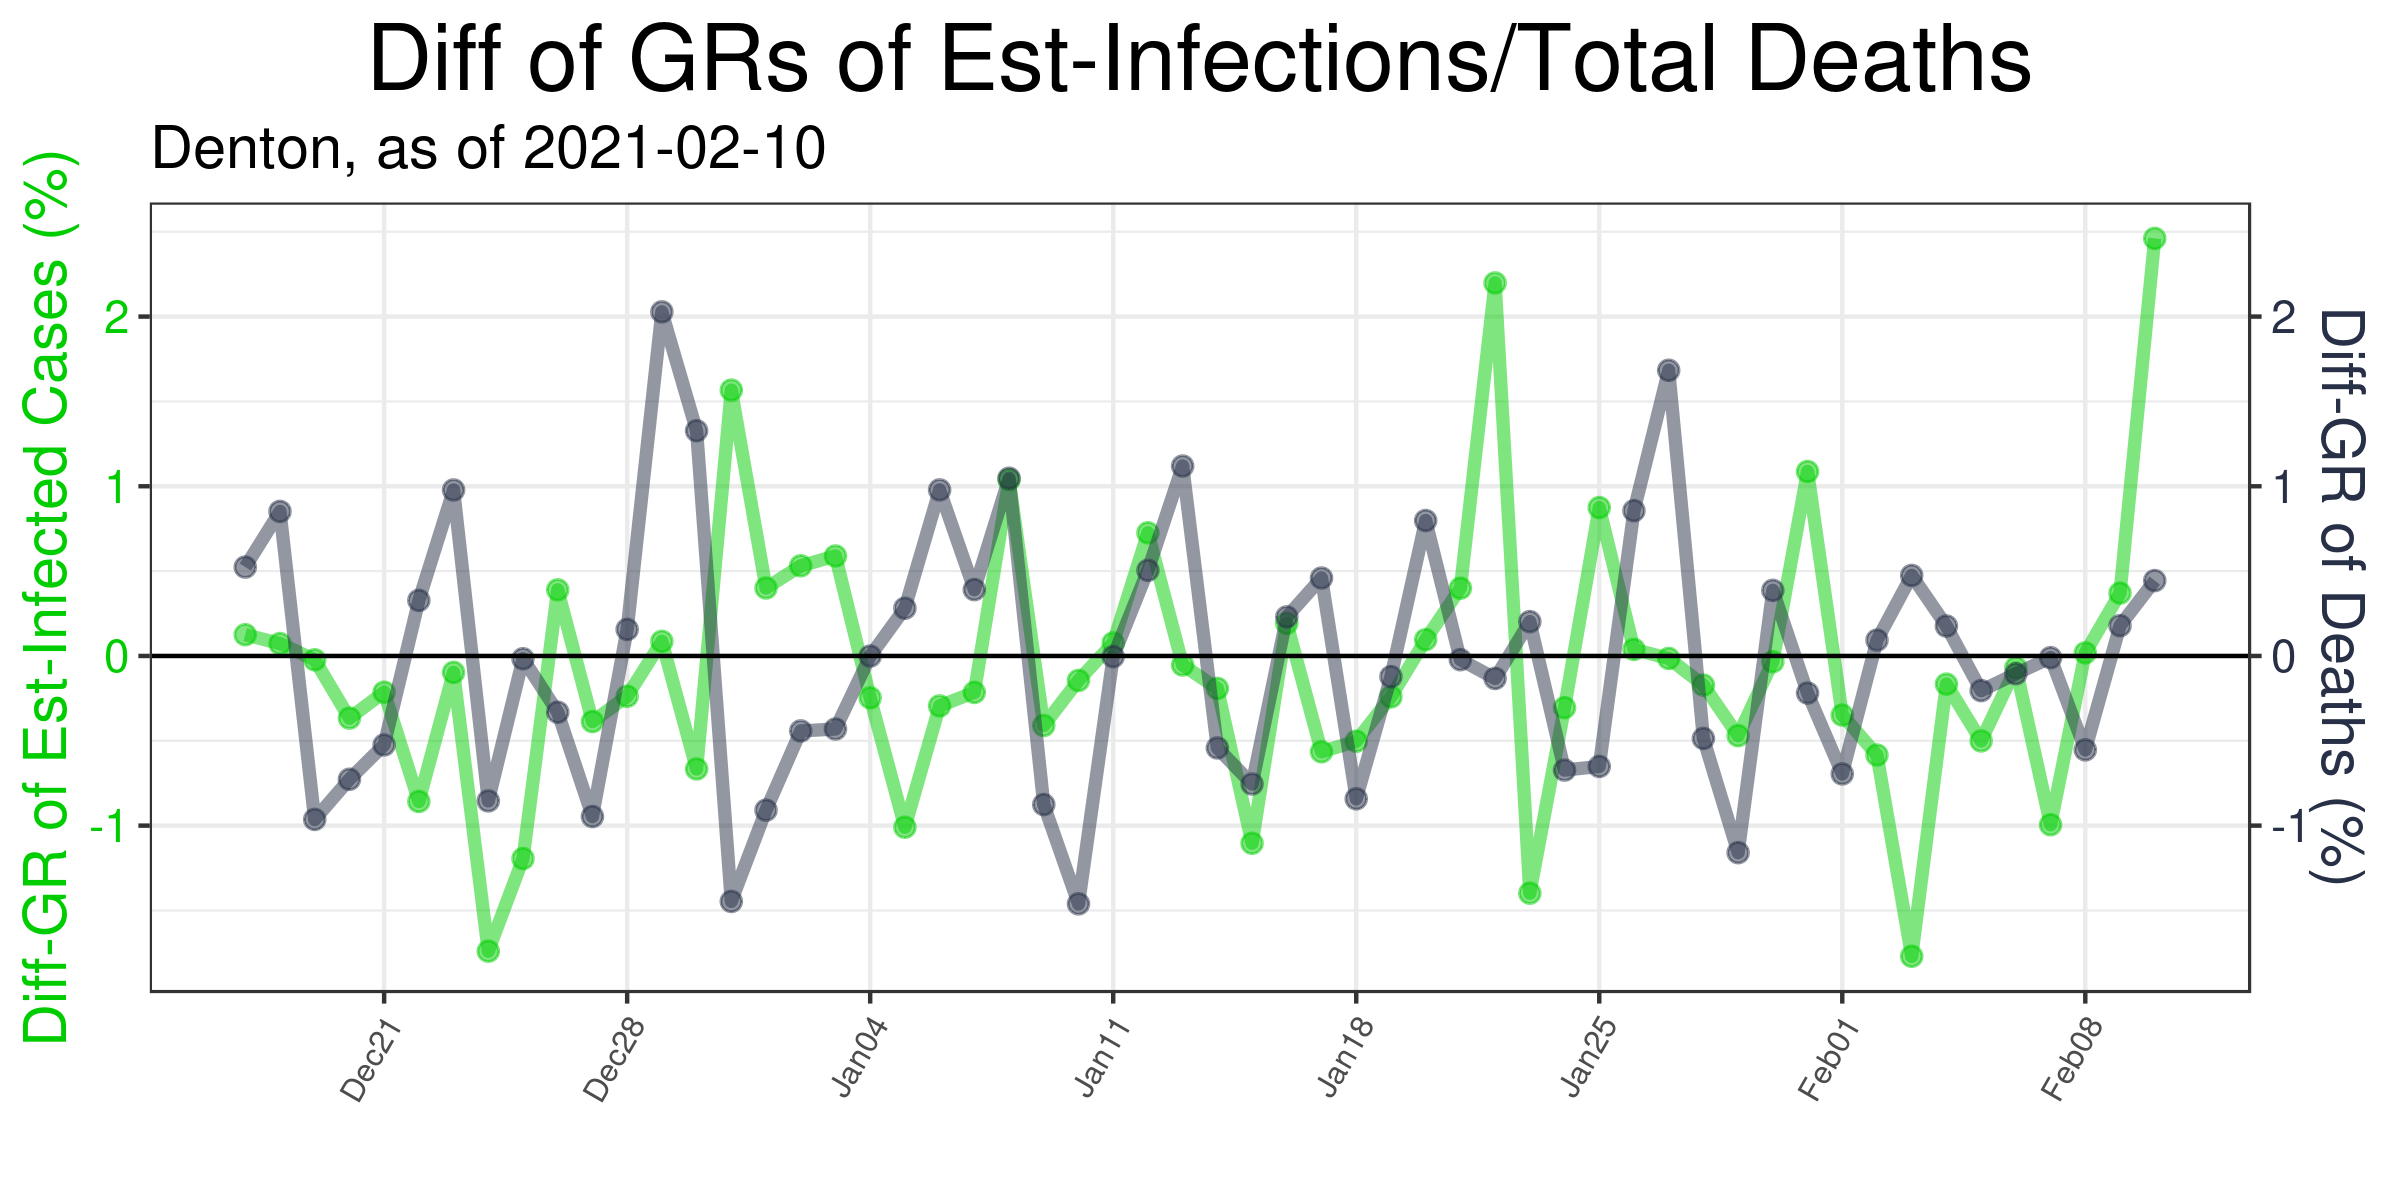 Diff of GRs of Est-Infections/Total Deaths
Denton, as of 2021-02-10
Diff-GR of Est-Infected Cases (%)
2
1
0
-1
2
1
0
-1
Diff-GR of Deaths (%)
Dec21
Dec28
Jan04
Jan11
Jan18
Jan25
Feb01
Feb08